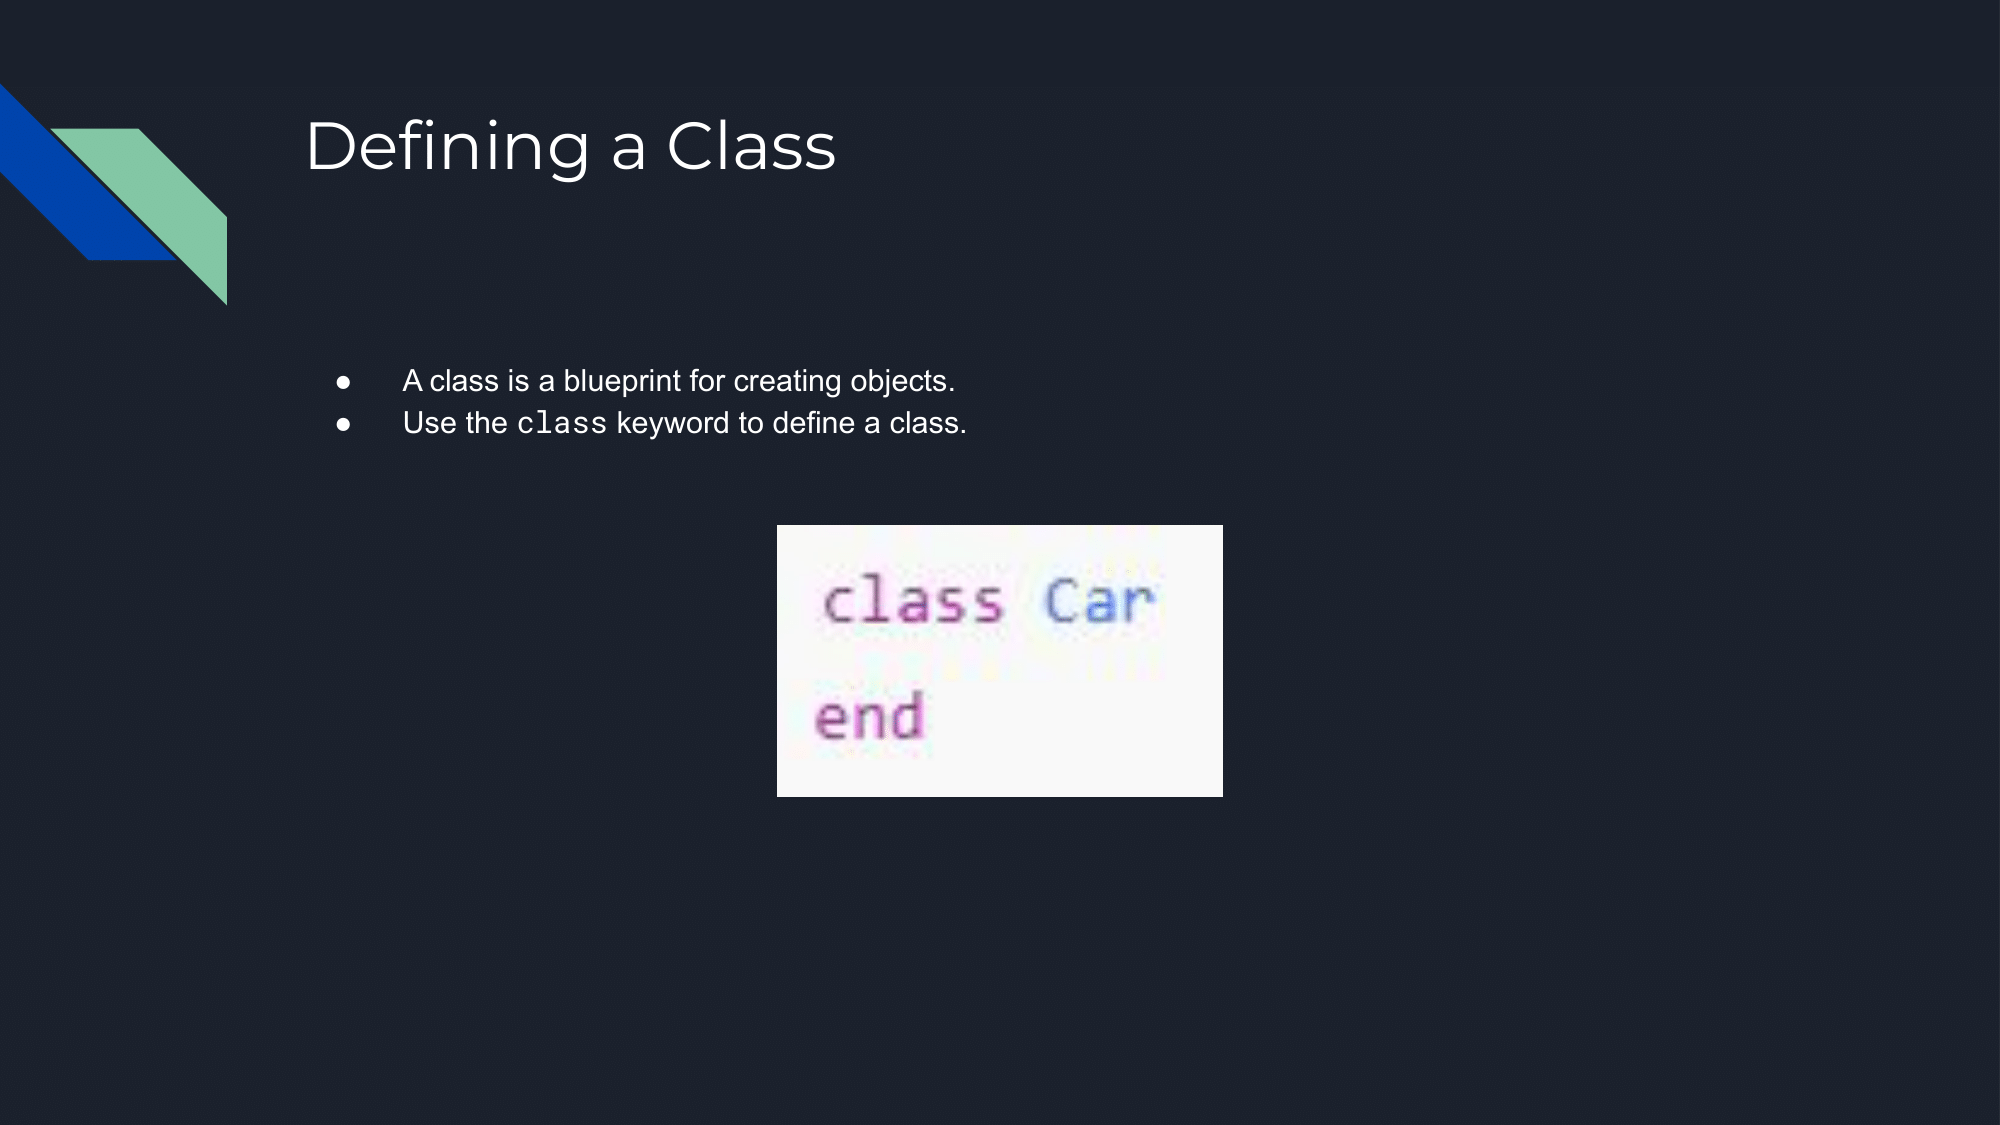 Defining a Class
● A class is a blueprint for creating objects.
● Use the class keyword to define a class.
class Car
end